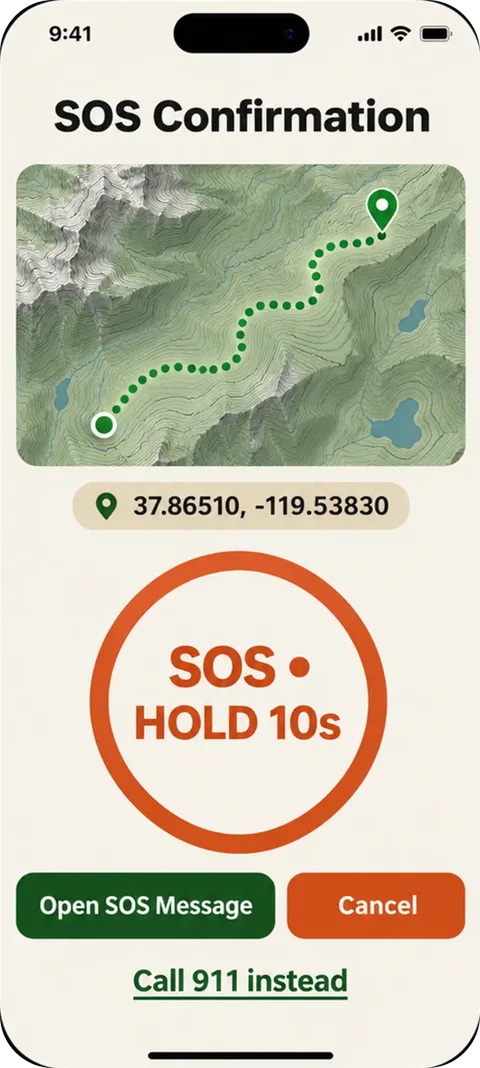 9:41
SOS Confirmation
37.86510, -119.53830
SOS •
HOLD 10s
Open SOS Message
Cancel
Call 911 instead